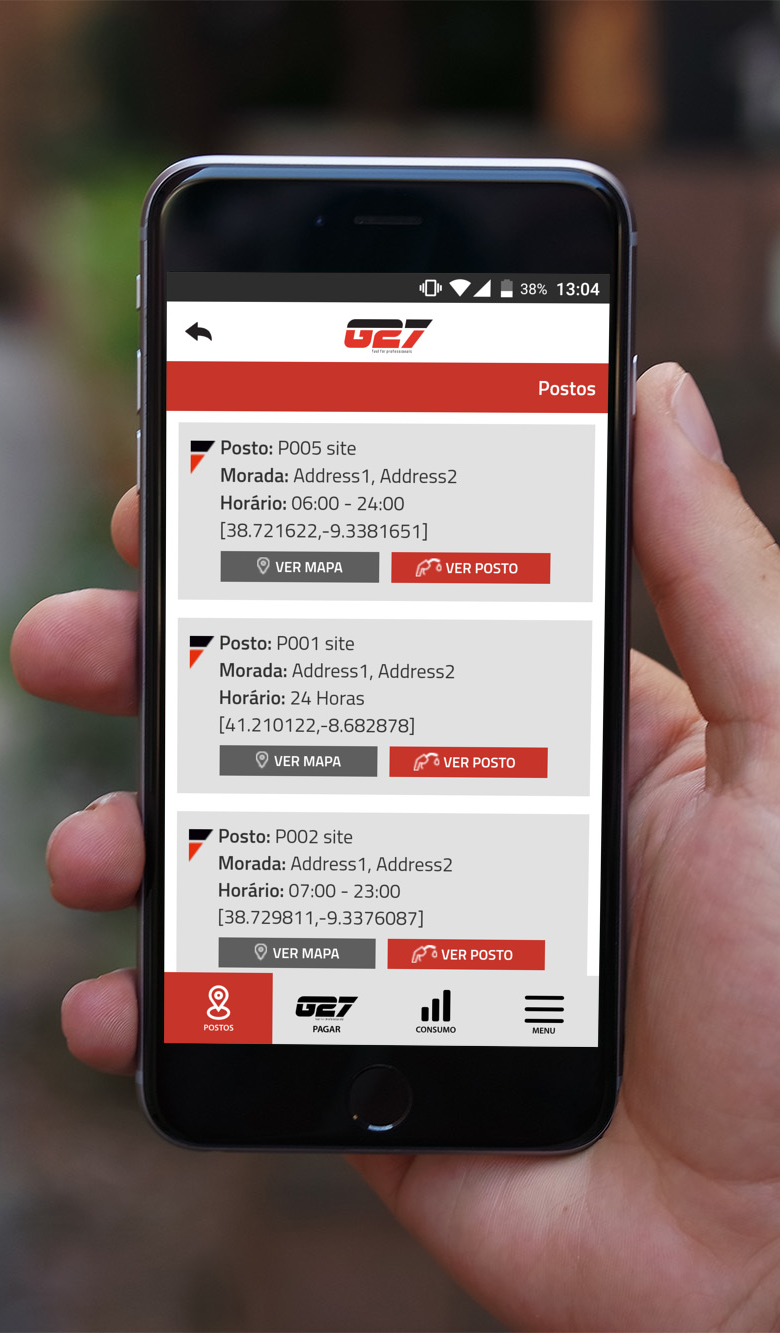 38% 13:04
G27
Fuel for professionals
Postos
Posto: P005 site
Morada: Address1, Address2
Horário: 06:00 - 24:00
[38.721622,-9.3381651]
VER MAPA VER POSTO
Posto: P001 site
Morada: Address1, Address2
Horário: 24 Horas
[41.210122,-8.682878]
VER MAPA VER POSTO
Posto: P002 site
Morada: Address1, Address2
Horário: 07:00 - 23:00
[38.729811,-9.3376087]
VER MAPA VER POSTO
G27
POSTOS PAGAR CONSUMO MENU